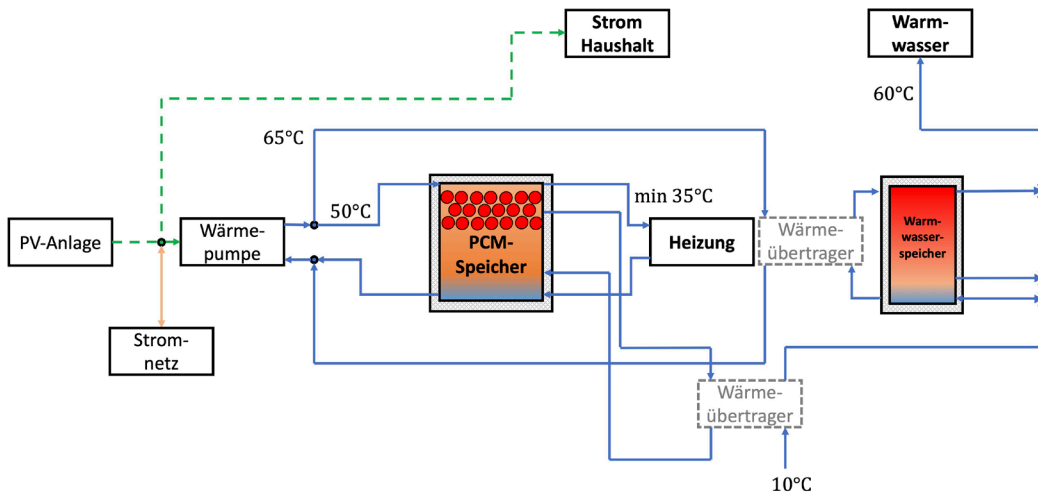 Strom
Haushalt
Warm-
wasser
60°C
65°C
50°C
min 35°C
PV-Anlage
Wärme-
pumpe
PCM-
Speicher
Heizung
Wärme-
übertrager
Warm-
wasser-
speicher
Strom-
netz
Wärme-
übertrager
10°C